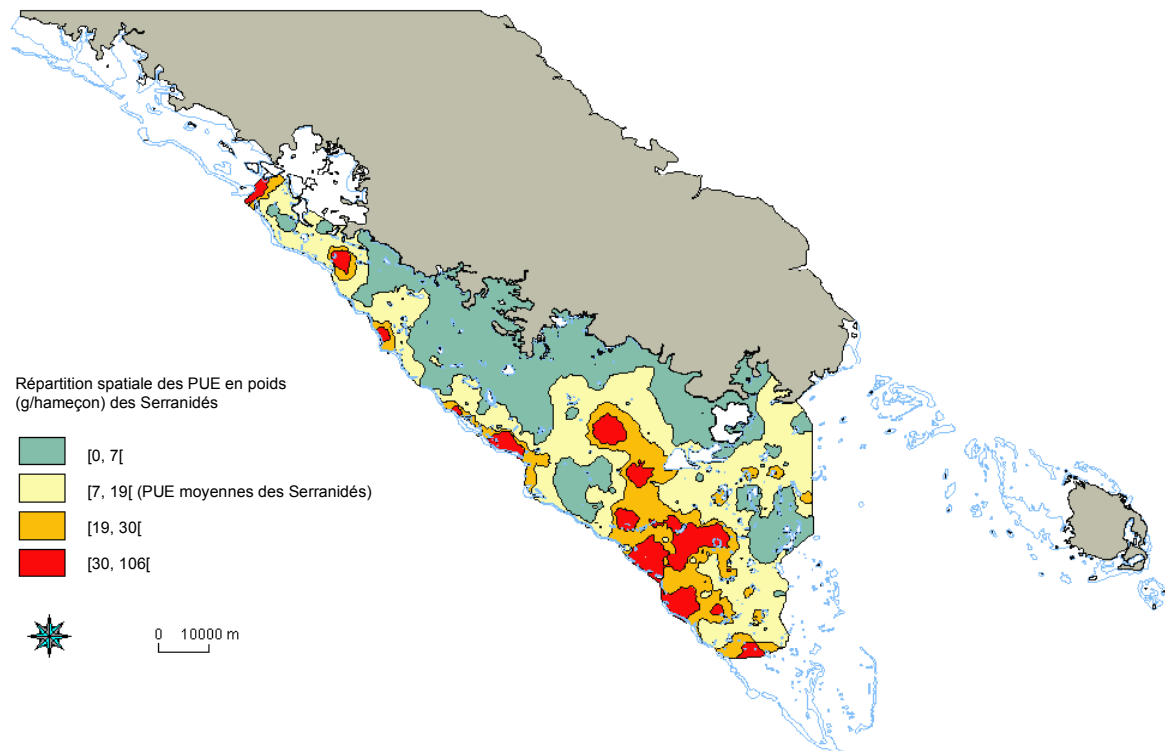 Répartition spatiale des PUE en poids
(g/hameçon) des Serranidés
[0, 7[
[7, 19[ (PUE moyennes des Serranidés)
[19, 30[
[30, 106[
0 10000 m